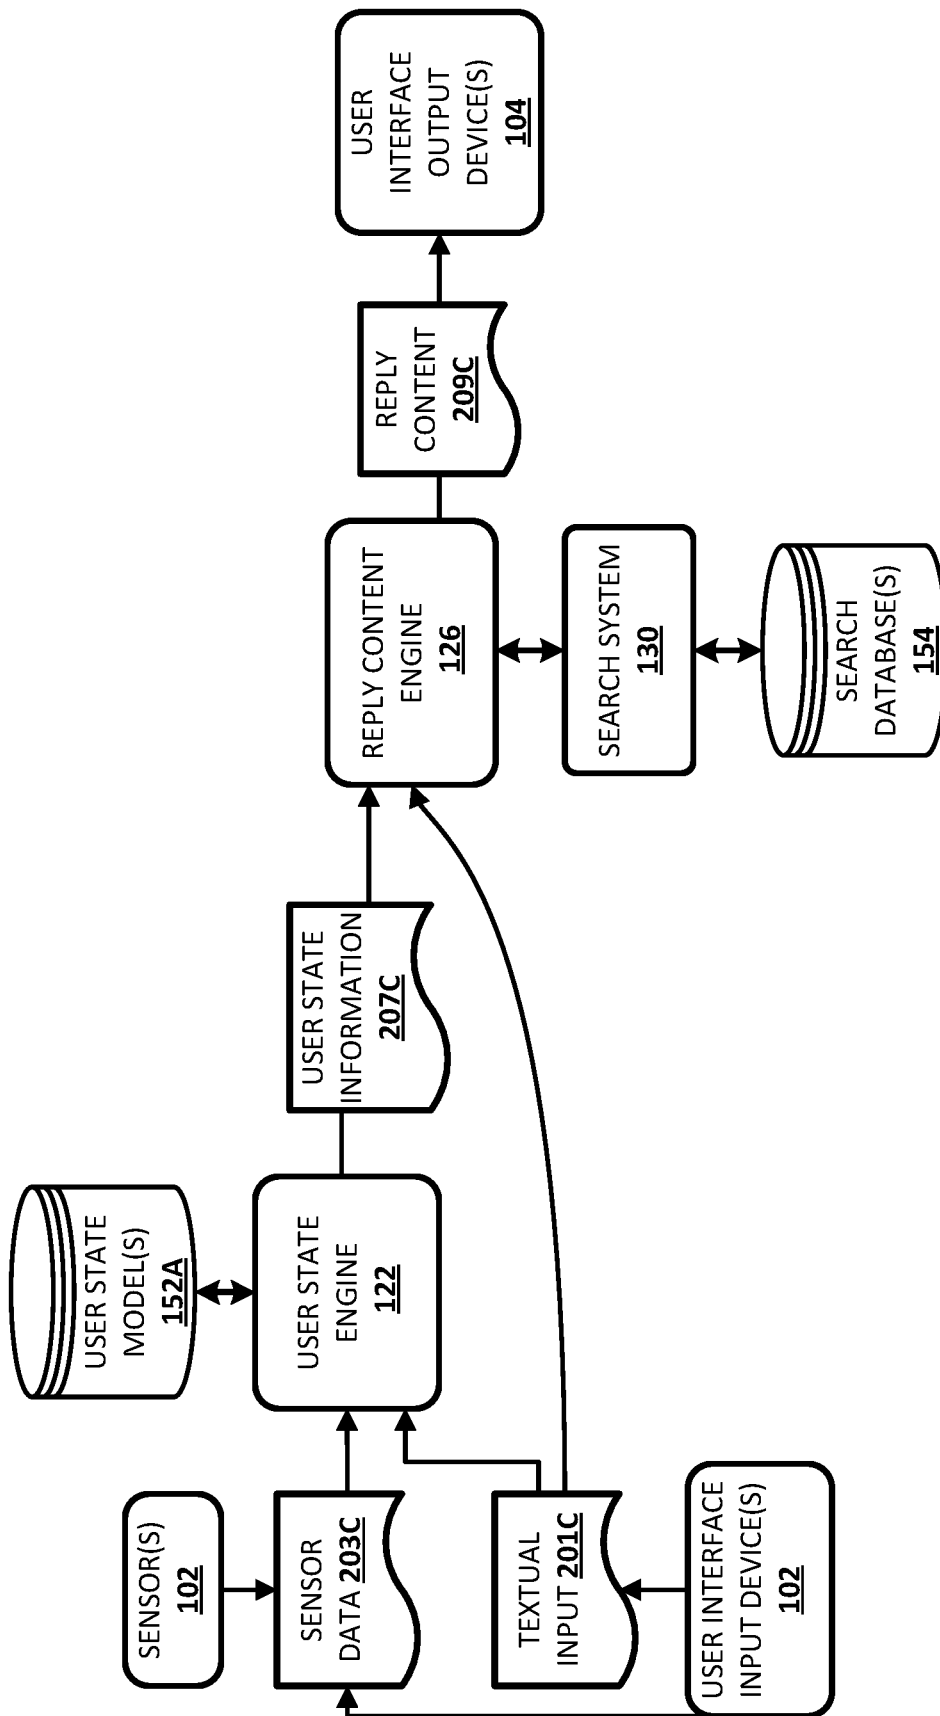 SENSOR(S)
102
SENSOR
DATA 203C
TEXTUAL
INPUT 201C
USER INTERFACE
INPUT DEVICE(S)
102
USER STATE
MODEL(S)
152A
USER STATE
ENGINE
122
USER STATE
INFORMATION
207C
REPLY CONTENT
ENGINE
126
SEARCH SYSTEM
130
SEARCH
DATABASE(S)
154
REPLY
CONTENT
209C
USER
INTERFACE
OUTPUT
DEVICE(S)
104